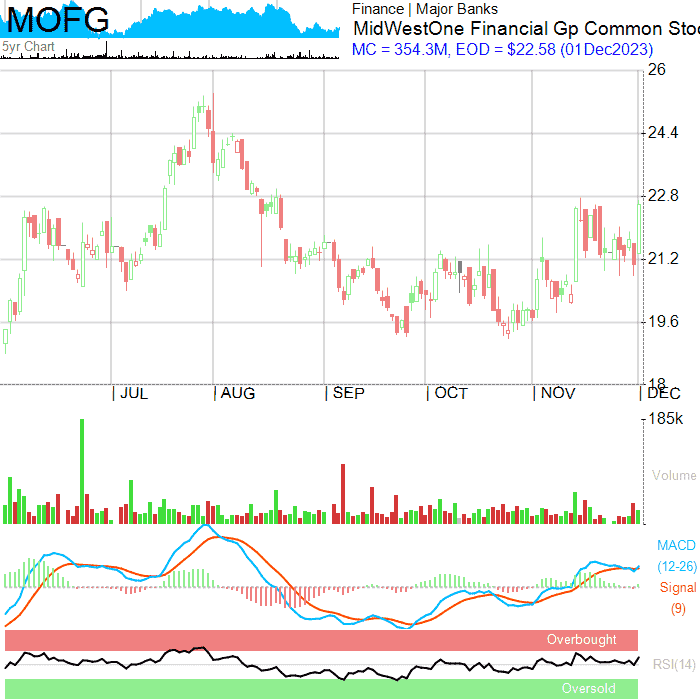 MOFG
5yr Chart
Finance | Major Banks
MidWestOne Financial Gp Common Stoc
MC = 354.3M, EOD = $22.58 (01Dec2023)
26
24.4
22.8
21.2
19.6
18
JUL
AUG
SEP
OCT
NOV
DEC
185k
Volume
MACD
(12-26)
Signal
(9)
Overbought
RSI(14)
Oversold